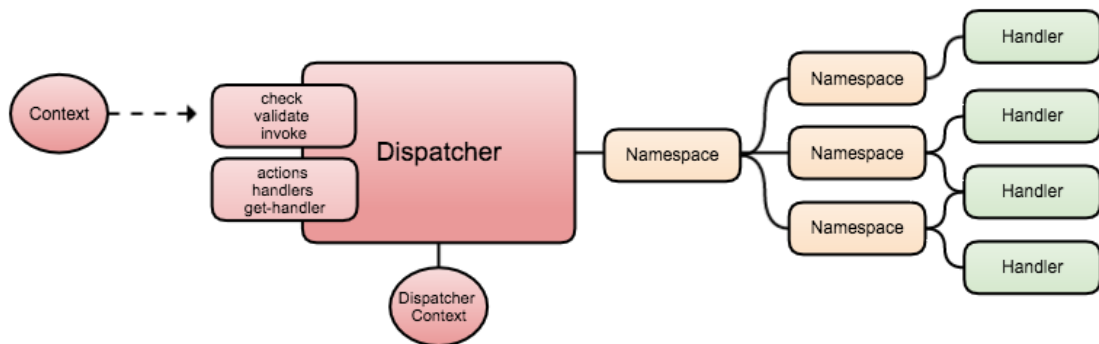 Context
check
validate
invoke
actions
handlers
get-handler
Dispatcher
Dispatcher
Context
Namespace
Namespace
Namespace
Namespace
Handler
Handler
Handler
Handler